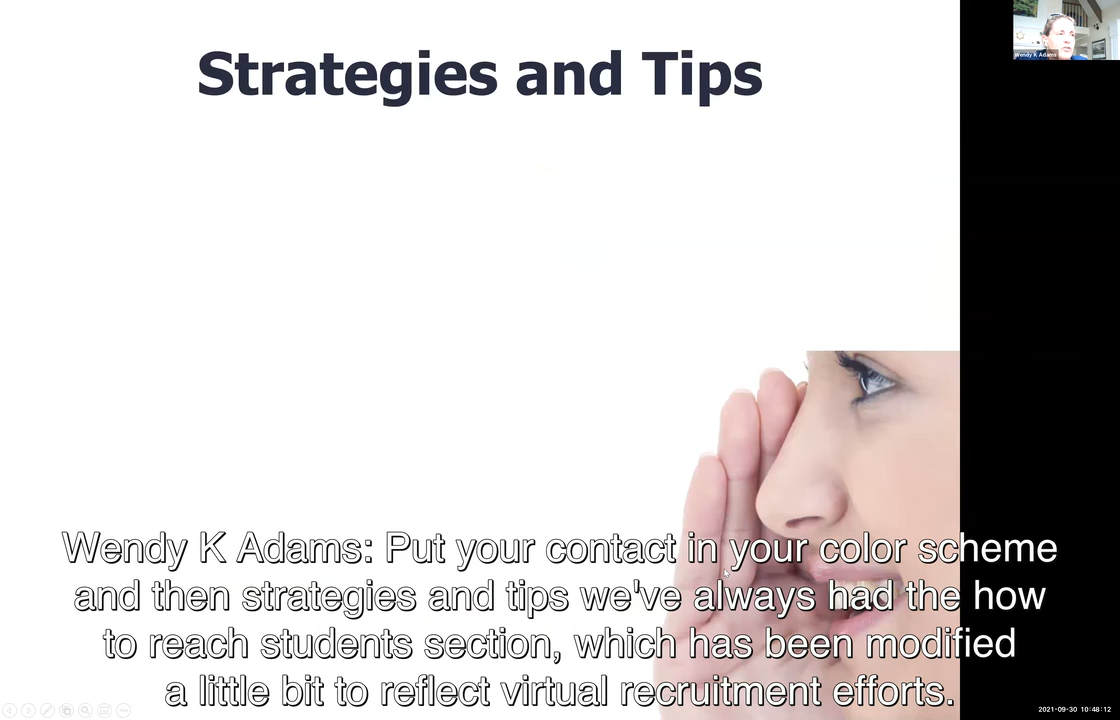 Strategies and Tips
Wendy K Adams
Wendy K Adams: Put your contact in your color scheme
and then strategies and tips we've always had the how
to reach students section, which has been modified
a little bit to reflect virtual recruitment efforts.
2021-09-30 10:48:12